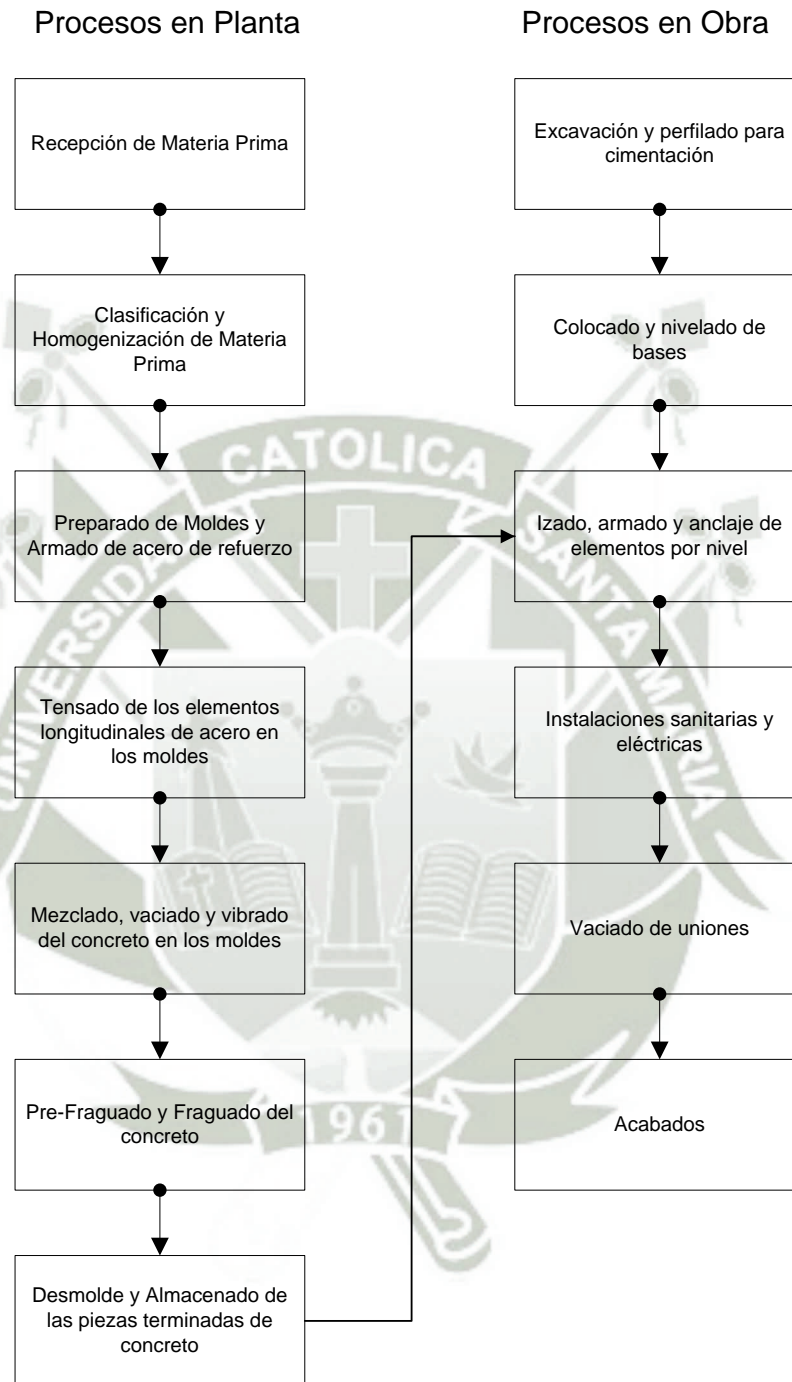 Procesos en Planta
Procesos en Obra
Recepción de Materia Prima
Clasificación y
Homogenización de Materia
Prima
Preparado de Moldes y
Armado de acero de refuerzo
Tensado de los elementos
longitudinales de acero en
los moldes
Mezclado, vaciado y vibrado
del concreto en los moldes
Pre-Fraguado y Fraguado del
concreto
Desmolde y Almacenado de
las piezas terminadas de
concreto
Excavación y perfilado para
cimentación
Colocado y nivelado de
bases
Izado, armado y anclaje de
elementos por nivel
Instalaciones sanitarias y
eléctricas
Vaciado de uniones
Acabados
UNIVERSIDAD CATOLICA SANTA MARIA
1961